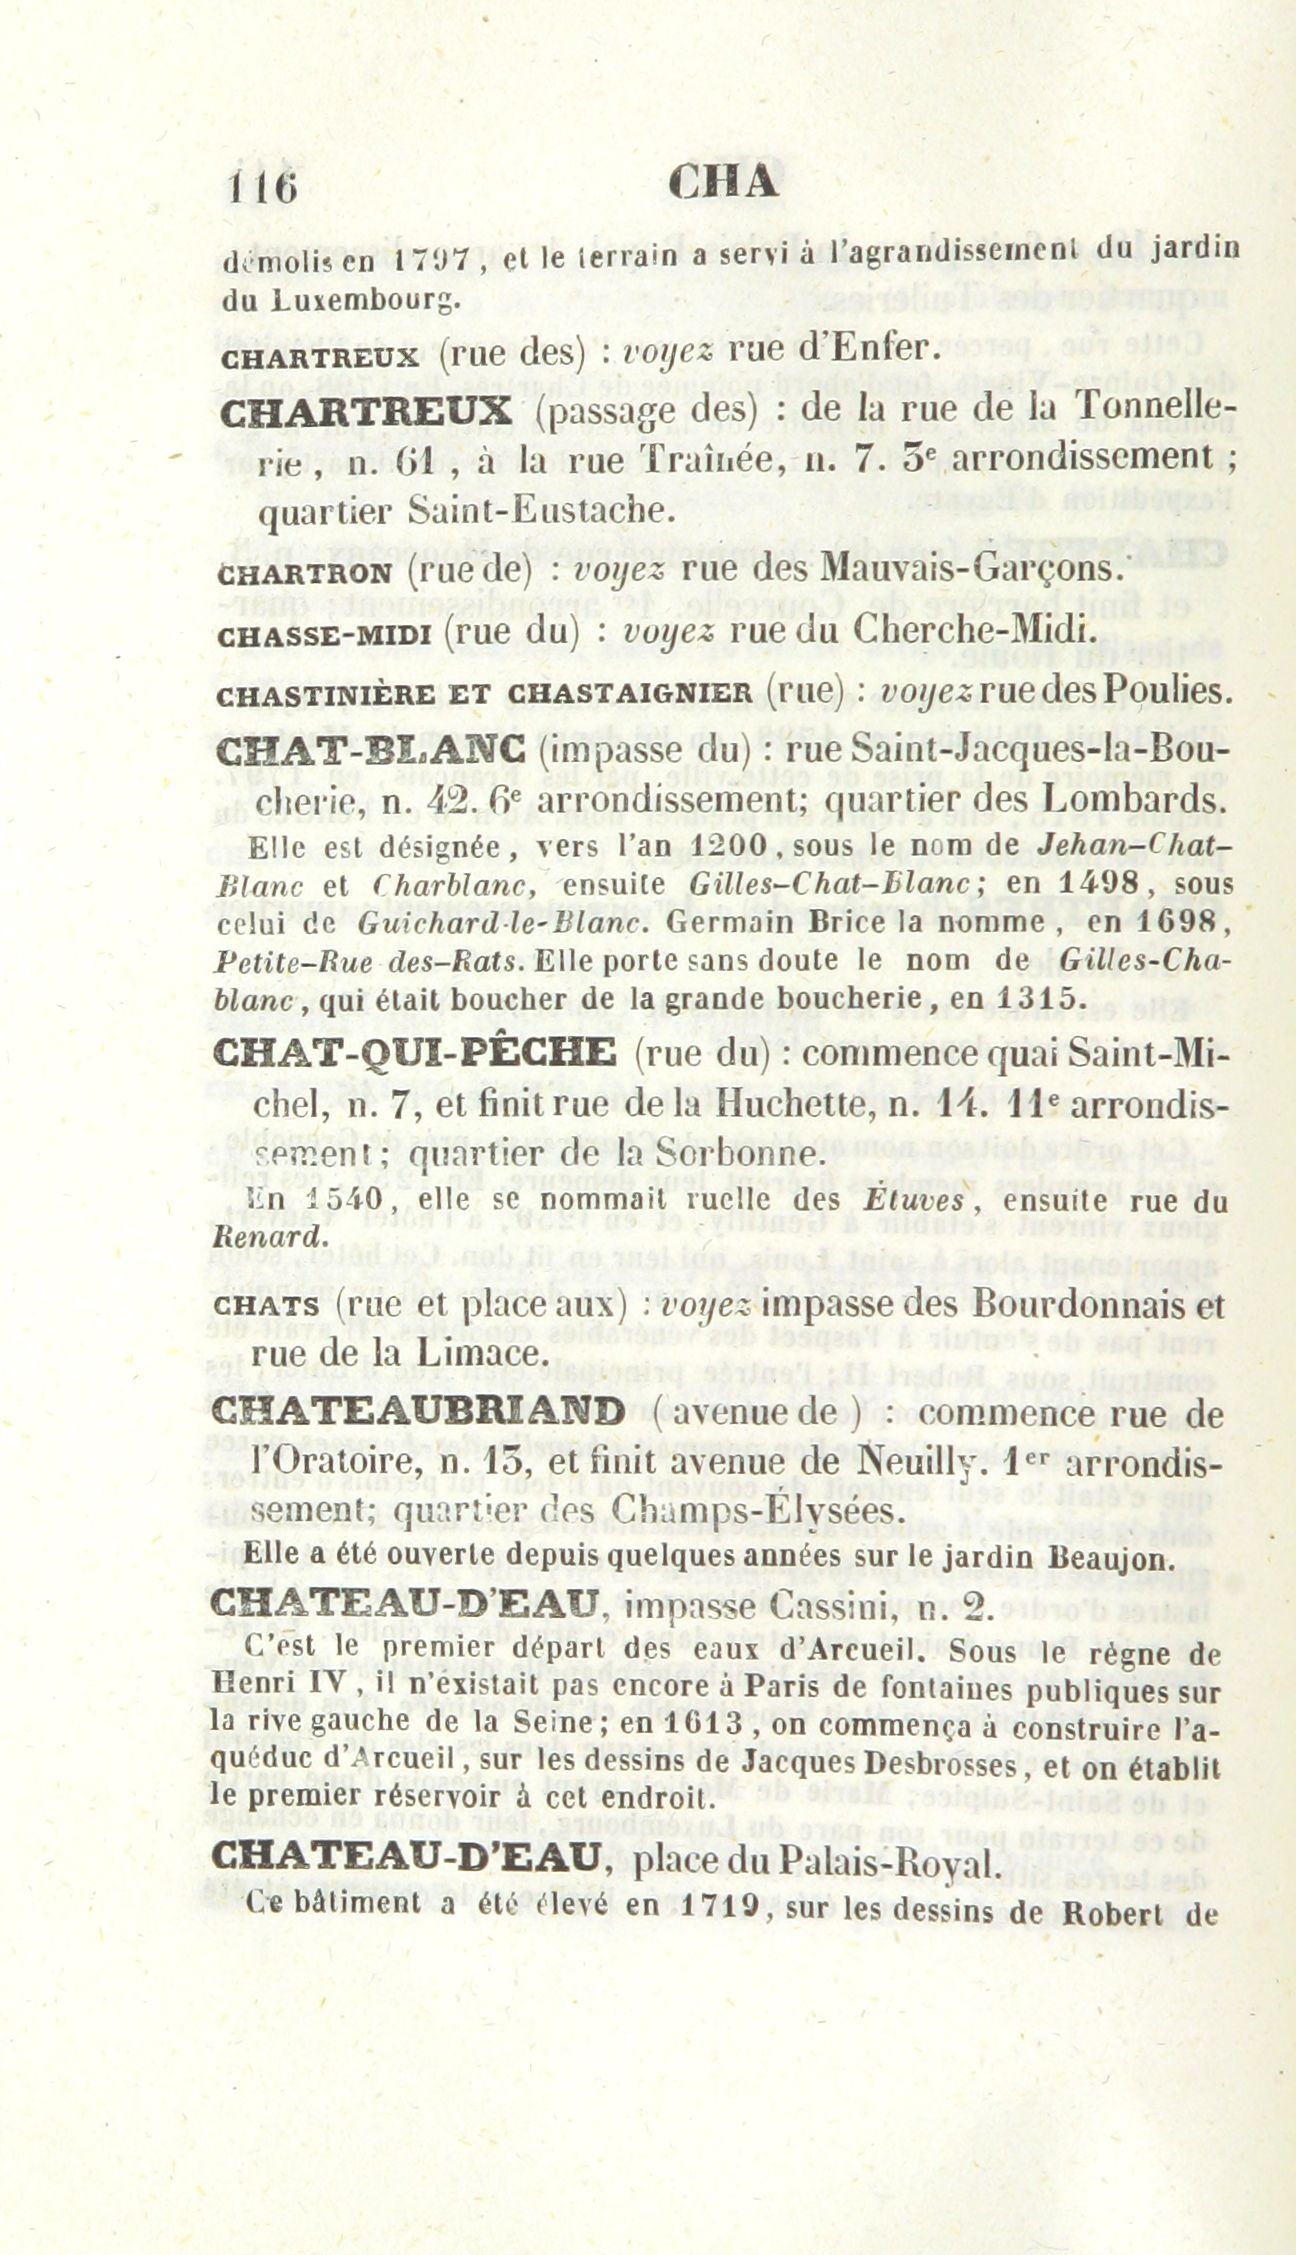 116 CHA
démolis en 1797, et le terrain a servi à l'agrandissement du jardin
du Luxembourg.
CHARTREUX (rue des) : voyez rue d'Enfer.
CHARTREUX (passage des) : de la rue de la Tonnelle-
rie, n. 61, à la rue Traînée, n. 7. 3e arrondissement ;
quartier Saint-Eustache.
CHARTRON (rue de) : voyez rue des Mauvais-Garçons.
CHASSE-MIDI (rue du) : voyez rue du Cherche-Midi.
CHASTINIÈRE ET CHASTAIGNIER (rue) : voyez rue des Poulies.
CHAT-BLANC (impasse du) : rue Saint-Jacques-la-Bou-
cherie, n. 42. 6e arrondissement; quartier des Lombards.
Elle est désignée, vers l'an 1200, sous le nom de Jehan-Chat-
Blanc et Charblanc, ensuite Gilles-Chat-Blanc; en 1498, sous
celui de Guichard-le-Blanc. Germain Brice la nomme, en 1698,
Petite-Rue des-Rats. Elle porte sans doute le nom de Gilles-Cha-
blanc, qui était boucher de la grande boucherie, en 1315.
CHAT-QUI-PÊCHE (rue du) : commence quai Saint-Mi-
chel, n. 7, et finit rue de la Huchette, n. 14. 11e arrondis-
sement; quartier de la Sorbonne.
En 1540, elle se nommait ruelle des Étuves, ensuite rue du
Renard.
CHATS (rue et place aux) : voyez impasse des Bourdonnais et
rue de la Limace.
CHATEAUBRIAND (avenue de) : commence rue de
l'Oratoire, n. 13, et finit avenue de Neuilly. 1er arrondis-
sement; quartier des Champs-Élysées.
Elle a été ouverte depuis quelques années sur le jardin Beaujon.
CHATEAU-D'EAU, impasse Cassini, n. 2.
C'est le premier départ des eaux d'Arcueil. Sous le règne de
Henri IV, il n'existait pas encore à Paris de fontaines publiques sur
la rive gauche de la Seine; en 1613, on commença à construire l'a-
quéduc d'Arcueil, sur les dessins de Jacques Desbrosses, et on établit
le premier réservoir à cet endroit.
CHATEAU-D'EAU, place du Palais-Royal.
Ce bâtiment a été élevé en 1719, sur les dessins de Robert de